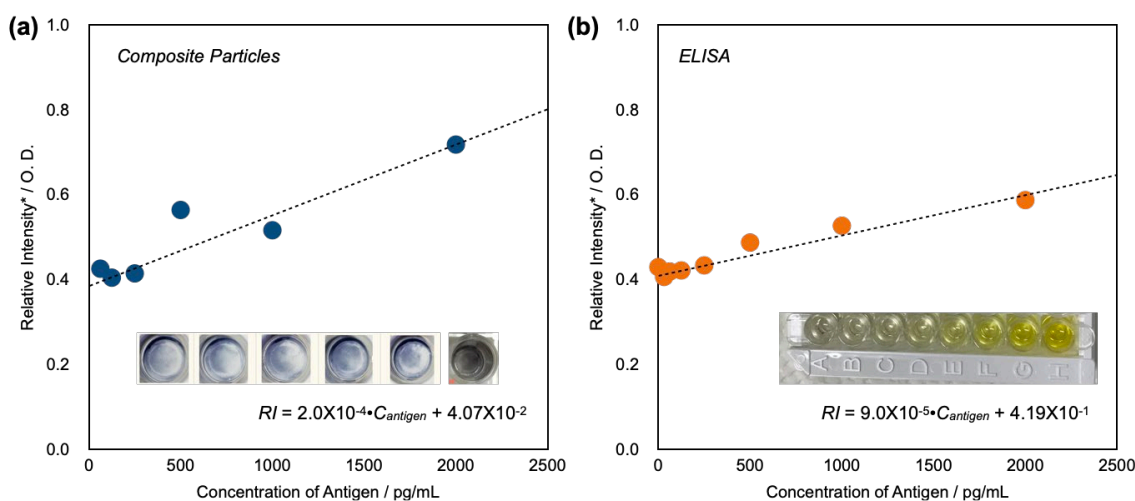 (a)
Composite Particles
Relative Intensity* / O. D.
1.0
0.8
0.6
0.4
0.2
0.0
RI = 2.0X10-4•Cantigen + 4.07X10-2
0 500 1000 1500 2000 2500
Concentration of Antigen / pg/mL
(b)
ELISA
Relative Intensity* / O. D.
1.0
0.8
0.6
0.4
0.2
0.0
A B C D E F G H
RI = 9.0X10-5•Cantigen + 4.19X10-1
0 500 1000 1500 2000 2500
Concentration of Antigen / pg/mL